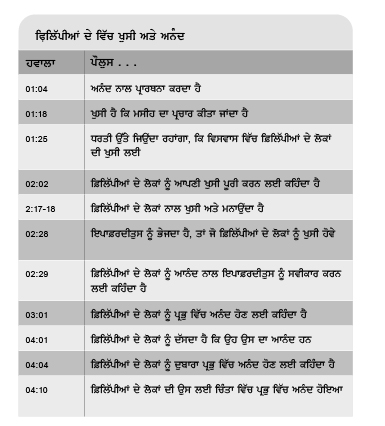 ਫਿਲਿੱਪੀਆਂ ਦੇ ਵਿੱਚ ਖੁਸੀ ਅਤੇ ਅਨੰਦ
ਹਵਾਲਾ ਪੌਲੁਸ . . .
01:04 ਅਨੰਦ ਨਾਲ ਪ੍ਰਾਰਥਨਾ ਕਰਦਾ ਹੈ
01:18 ਖੁਸੀ ਹੈ ਕਿ ਮਸੀਹ ਦਾ ਪ੍ਰਚਾਰ ਕੀਤਾ ਜਾਂਦਾ ਹੈ
01:25 ਧਰਤੀ ਉੱਤੇ ਜਿਉਂਦਾ ਰਹਾਂਗਾ, ਕਿ ਵਿਸਵਾਸ ਵਿੱਚ ਫ਼ਿਲਿੱਪੀਆਂ ਦੇ ਲੋਕਾਂ
ਦੀ ਖੁਸੀ ਲਈ
02:02 ਫ਼ਿਲਿੱਪੀਆਂ ਦੇ ਲੋਕਾਂ ਨੂੰ ਆਪਣੀ ਖੁਸੀ ਪੂਰੀ ਕਰਨ ਲਈ ਕਹਿੰਦਾ ਹੈ
2:17-18 ਫ਼ਿਲਿੱਪੀਆਂ ਦੇ ਲੋਕਾਂ ਨਾਲ ਖੁਸੀ ਅਤੇ ਮਨਾਉਂਦਾ ਹੈ
02:28 ਇਪਾਫ਼ਰਦੀਤੁਸ ਨੂੰ ਭੇਜਦਾ ਹੈ, ਤਾਂ ਜੋ ਫ਼ਿਲਿੱਪੀਆਂ ਦੇ ਲੋਕਾਂ ਨੂੰ ਖੁਸੀ ਹੋਵੇ
02:29 ਫ਼ਿਲਿੱਪੀਆਂ ਦੇ ਲੋਕਾਂ ਨੂੰ ਆਨੰਦ ਨਾਲ ਇਪਾਫ਼ਰਦੀਤੁਸ ਨੂੰ ਸਵੀਕਾਰ ਕਰਨ
ਲਈ ਕਹਿੰਦਾ ਹੈ
03:01 ਫ਼ਿਲਿੱਪੀਆਂ ਦੇ ਲੋਕਾਂ ਨੂੰ ਪ੍ਰਭੁ ਵਿੱਚ ਅਨੰਦ ਹੋਣ ਲਈ ਕਹਿੰਦਾ ਹੈ
04:01 ਫ਼ਿਲਿੱਪੀਆਂ ਦੇ ਲੋਕਾਂ ਨੂੰ ਦੱਸਦਾ ਹੈ ਕਿ ਉਹ ਉਸ ਦਾ ਆਨੰਦ ਹਨ
04:04 ਫ਼ਿਲਿੱਪੀਆਂ ਦੇ ਲੋਕਾਂ ਨੂੰ ਦੁਬਾਰਾ ਪ੍ਰਭੁ ਵਿੱਚ ਅਨੰਦ ਹੋਣ ਲਈ ਕਹਿੰਦਾ ਹੈ
04:10 ਫ਼ਿਲਿੱਪੀਆਂ ਦੇ ਲੋਕਾਂ ਦੀ ਉਸ ਲਈ ਚਿੰਤਾ ਵਿੱਚ ਪ੍ਰਭੁ ਵਿੱਚ ਅਨੰਦ ਹੋਇਆ